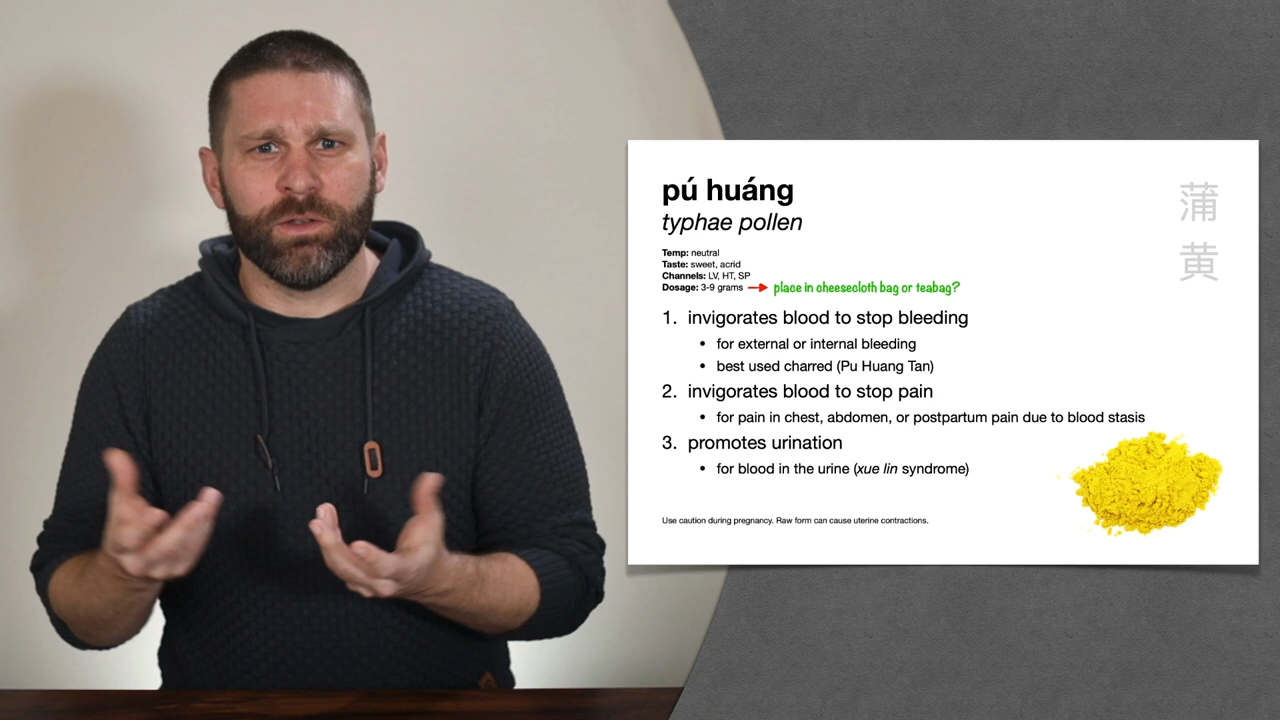 pú huáng
typhae pollen
蒲
黄
Temp: neutral
Taste: sweet, acrid
Channels: LV, HT, SP
Dosage: 3-9 grams → place in cheesecloth bag or teabag?
1. invigorates blood to stop bleeding
• for external or internal bleeding
• best used charred (Pu Huang Tan)
2. invigorates blood to stop pain
• for pain in chest, abdomen, or postpartum pain due to blood stasis
3. promotes urination
• for blood in the urine (xue lin syndrome)
Use caution during pregnancy. Raw form can cause uterine contractions.